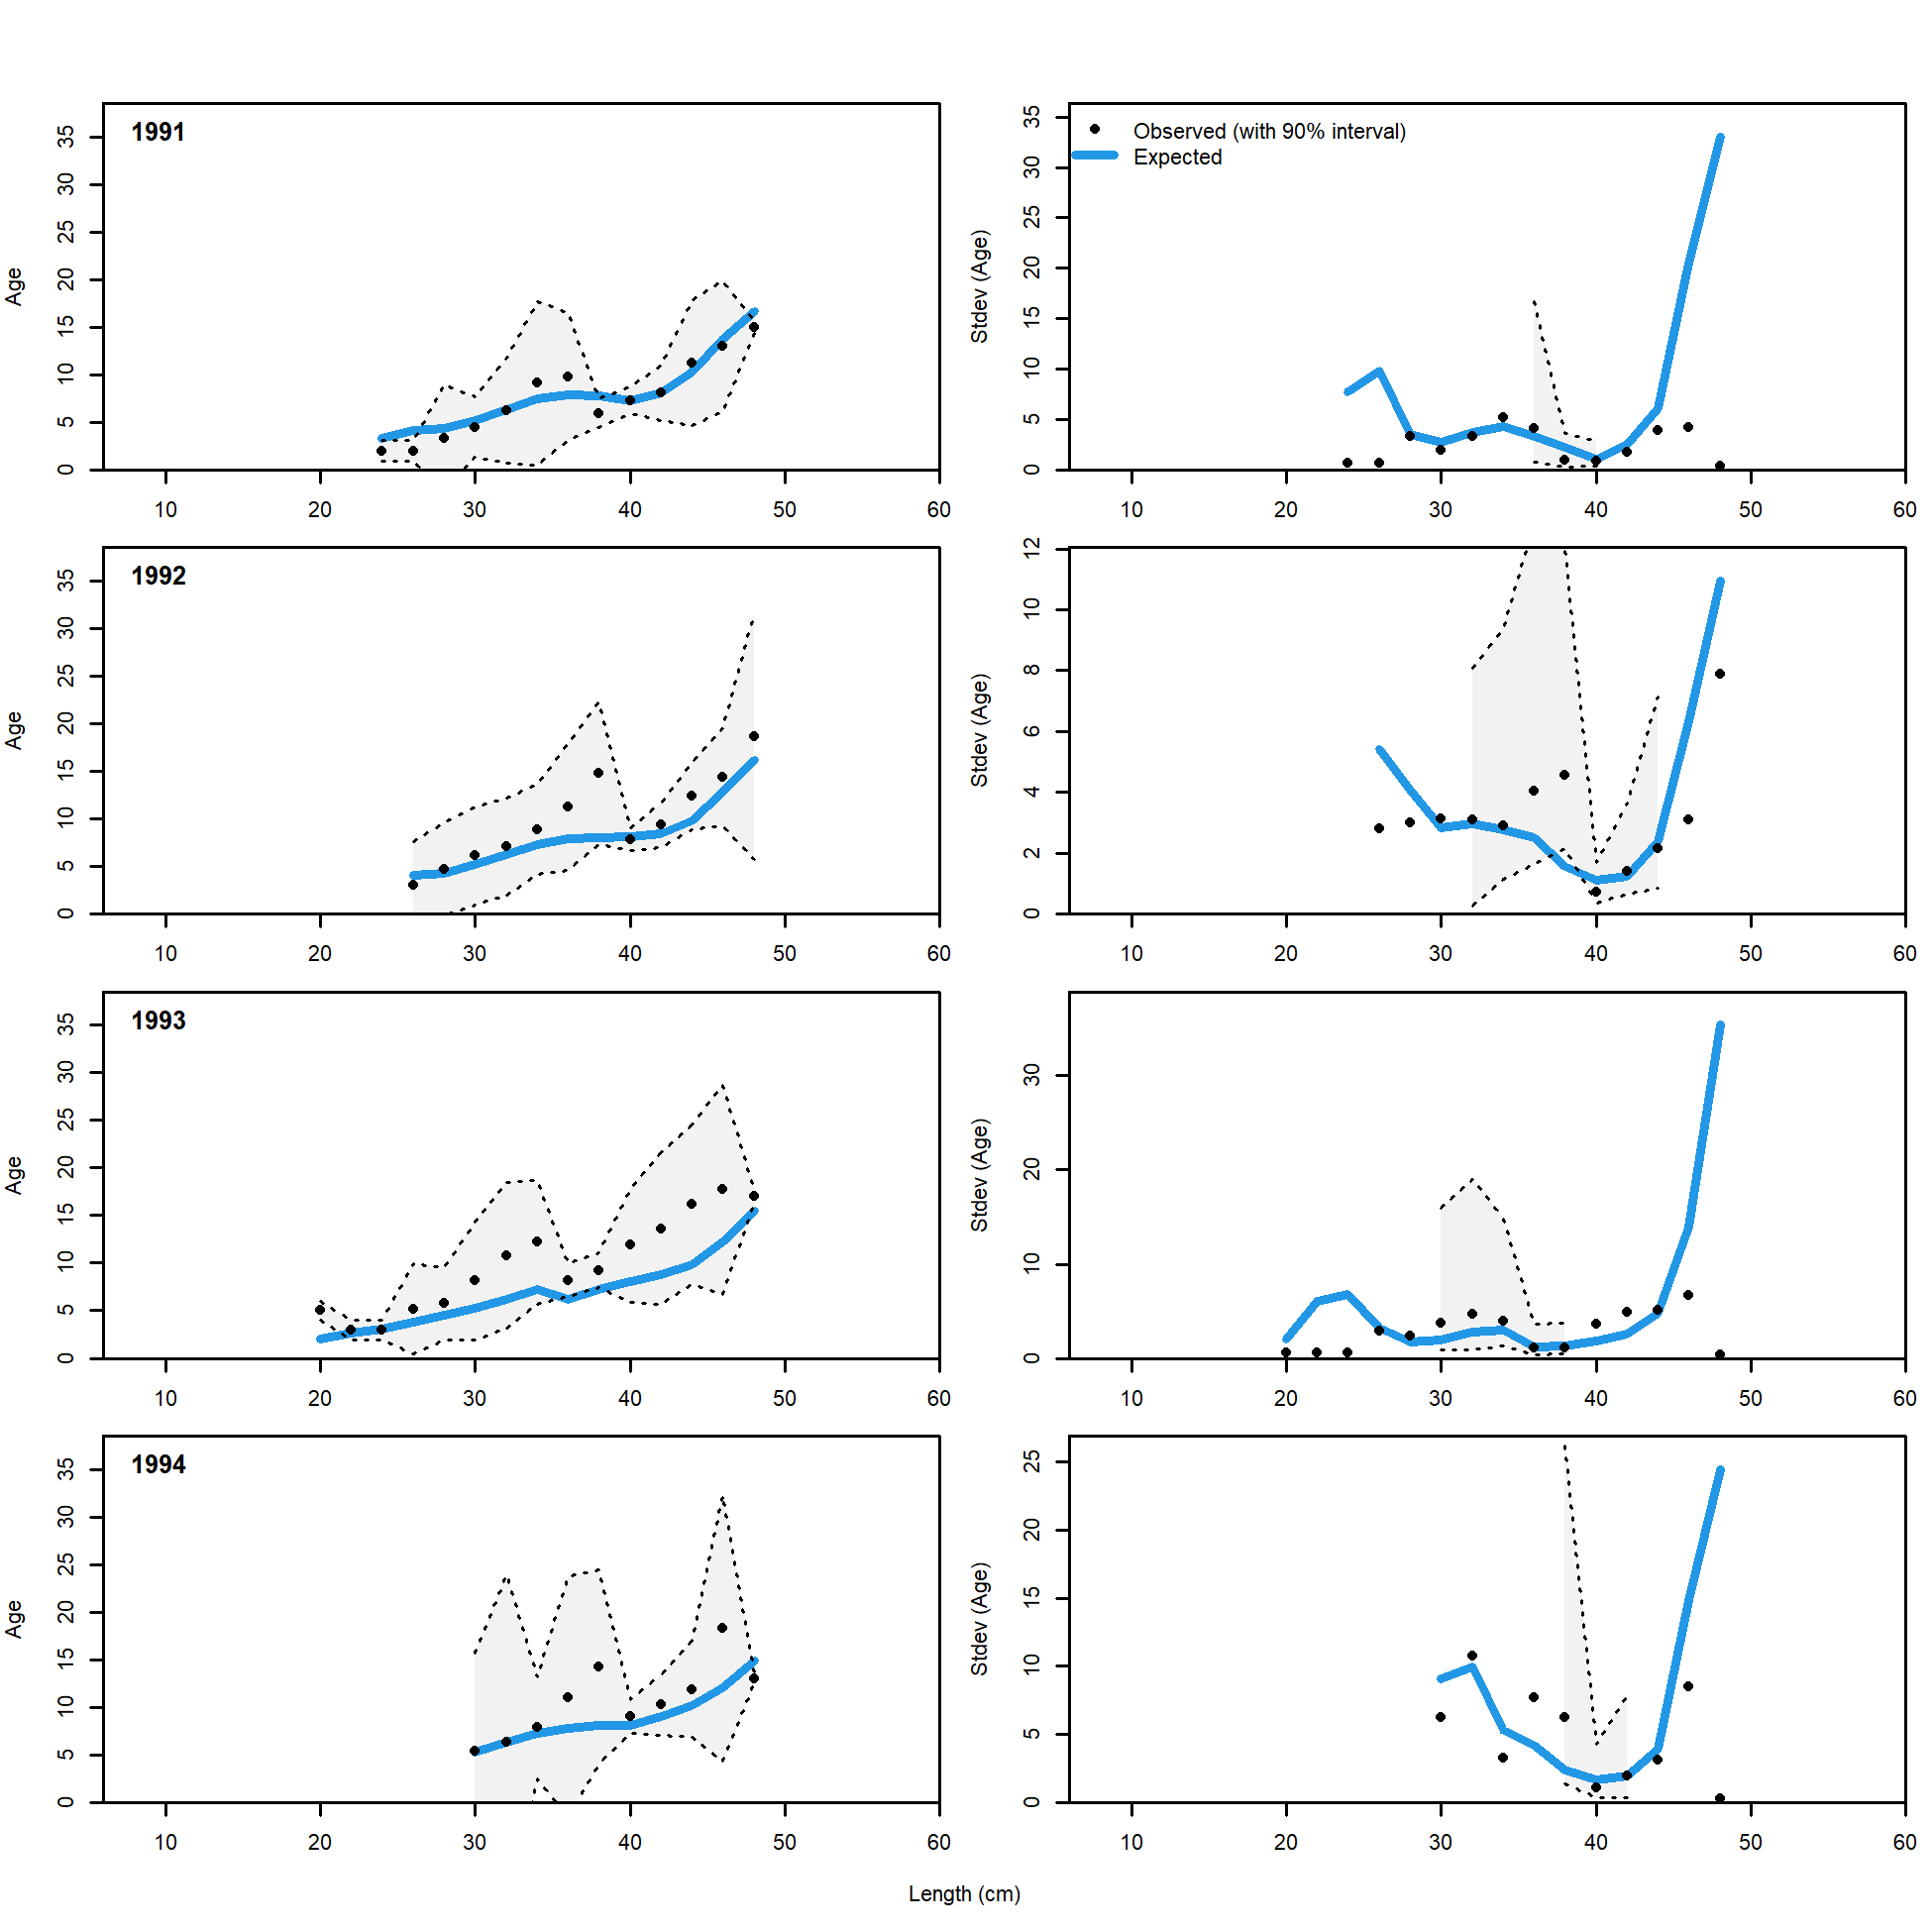 1991
Age
0 5 10 15 20 25 30 35
10 20 30 40 50 60
Observed (with 90% interval)
Expected
Stdev (Age)
0 5 10 15 20 25 30 35
10 20 30 40 50 60
1992
Age
0 5 10 15 20 25 30 35
10 20 30 40 50 60
Stdev (Age)
0 2 4 6 8 10 12
10 20 30 40 50 60
1993
Age
0 5 10 15 20 25 30 35
10 20 30 40 50 60
Stdev (Age)
0 10 20 30
10 20 30 40 50 60
1994
Age
0 5 10 15 20 25 30 35
10 20 30 40 50 60
Stdev (Age)
0 5 10 15 20 25
10 20 30 40 50 60
Length (cm)